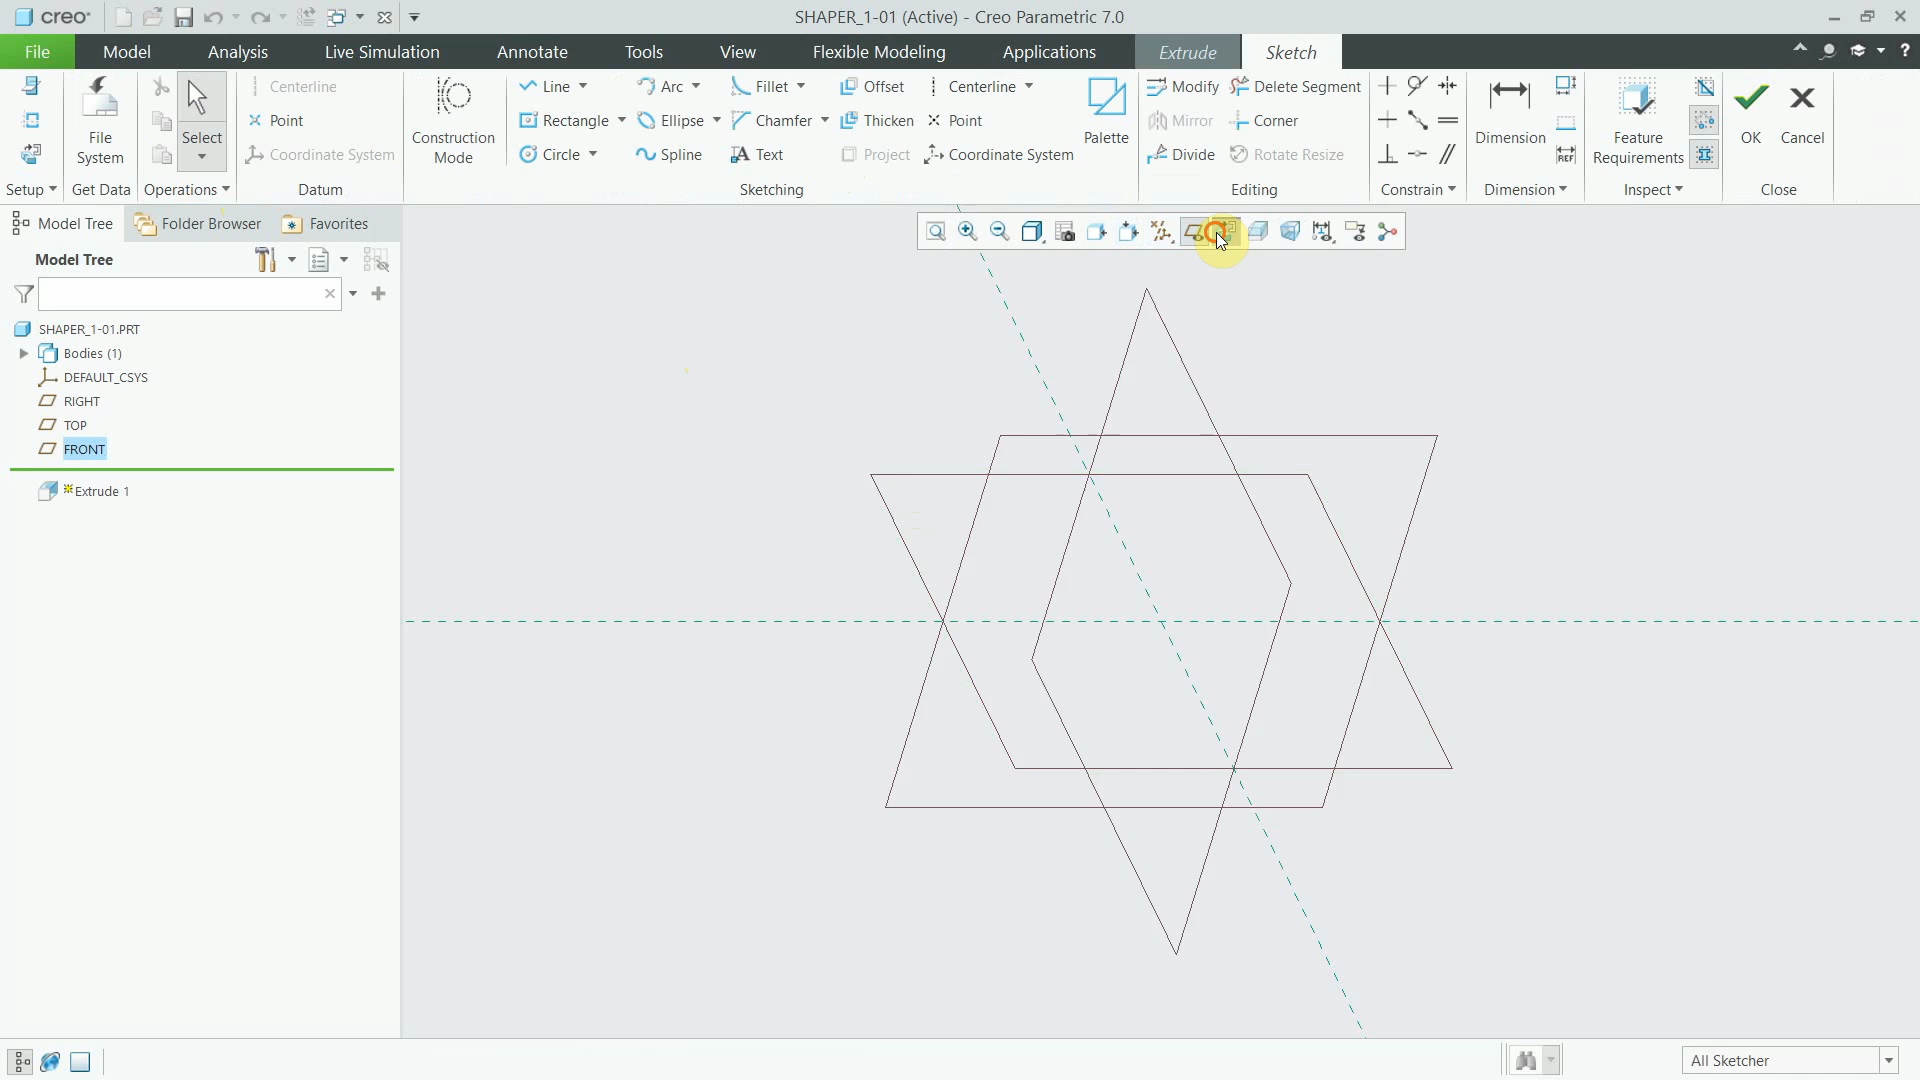 creo SHAPER_1-01 (Active) - Creo Parametric 7.0
File Model Analysis Live Simulation Annotate Tools View Flexible Modeling Applications Extrude Sketch
File System
Select
Centerline
Point
Coordinate System
Construction Mode
Line Arc Fillet Offset Centerline
Rectangle Ellipse Chamfer Thicken Point
Circle Spline Text Project Coordinate System
Palette
Modify Delete Segment
Mirror Corner
Divide Rotate Resize
Dimension
REF
Feature Requirements
OK
Cancel
Setup Get Data Operations Datum Sketching Editing Constrain Dimension Inspect Close
Model Tree Folder Browser Favorites
Model Tree
SHAPER_1-01.PRT
Bodies (1)
DEFAULT_CSYS
RIGHT
TOP
FRONT
Extrude 1
All Sketcher